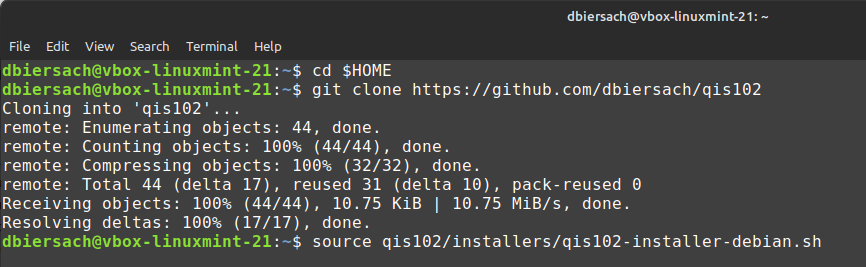 dbiersach@vbox-linuxmint-21: ~
File Edit View Search Terminal Help
dbiersach@vbox-linuxmint-21:~$ cd $HOME
dbiersach@vbox-linuxmint-21:~$ git clone https://github.com/dbiersach/qis102
Cloning into 'qis102'...
remote: Enumerating objects: 44, done.
remote: Counting objects: 100% (44/44), done.
remote: Compressing objects: 100% (32/32), done.
remote: Total 44 (delta 17), reused 31 (delta 10), pack-reused 0
Receiving objects: 100% (44/44), 10.75 KiB | 10.75 MiB/s, done.
Resolving deltas: 100% (17/17), done.
dbiersach@vbox-linuxmint-21:~$ source qis102/installers/qis102-installer-debian.sh